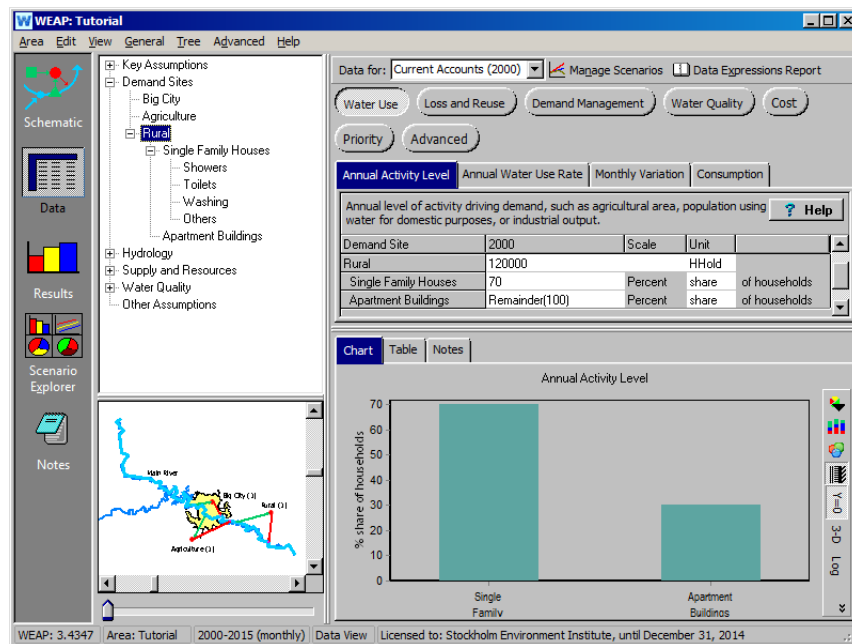 WEAP: Tutorial
Area Edit View General Tree Advanced Help
Schematic
Data
Results
Scenario
Explorer
Notes
Key Assumptions
Demand Sites
Big City
Agriculture
Rural
Single Family Houses
Showers
Toilets
Washing
Others
Apartment Buildings
Hydrology
Supply and Resources
Water Quality
Other Assumptions
Main River
Big City (1)
Rural (3)
Agriculture (1)
Data for: Current Accounts (2000) Manage Scenarios Data Expressions Report
Water Use Loss and Reuse Demand Management Water Quality Cost
Priority Advanced
Annual Activity Level Annual Water Use Rate Monthly Variation Consumption
Annual level of activity driving demand, such as agricultural area, population using
water for domestic purposes, or industrial output.
? Help
Demand Site 2000 Scale Unit
Rural 120000 HHold
Single Family Houses 70 Percent share of households
Apartment Buildings Remainder(100) Percent share of households
Chart Table Notes
Annual Activity Level
% share of households
70
60
50
40
30
20
10
0
Single
Family
Apartment
Buildings
Y=0
3-D
Log
WEAP: 3.4347 Area: Tutorial 2000-2015 (monthly) Data View Licensed to: Stockholm Environment Institute, until December 31, 2014